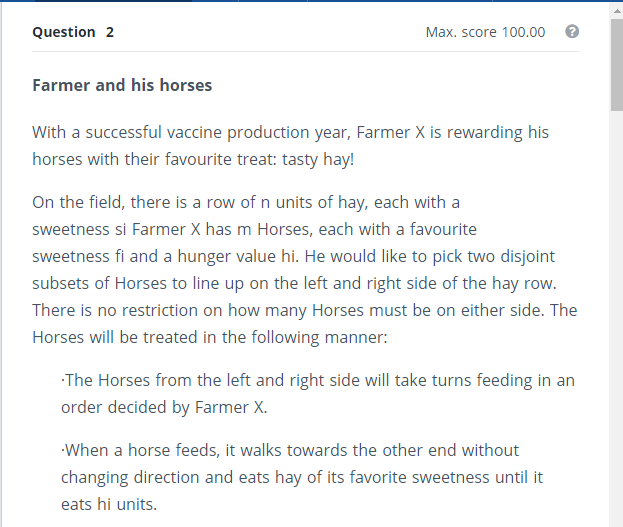 Question 2
Max. score 100.00
?
Farmer and his horses
With a successful vaccine production year, Farmer X is rewarding his
horses with their favourite treat: tasty hay!
On the field, there is a row of n units of hay, each with a
sweetness si Farmer X has m Horses, each with a favourite
sweetness fi and a hunger value hi. He would like to pick two disjoint
subsets of Horses to line up on the left and right side of the hay row.
There is no restriction on how many Horses must be on either side. The
Horses will be treated in the following manner:
·The Horses from the left and right side will take turns feeding in an
order decided by Farmer X.
·When a horse feeds, it walks towards the other end without
changing direction and eats hay of its favorite sweetness until it
eats hi units.